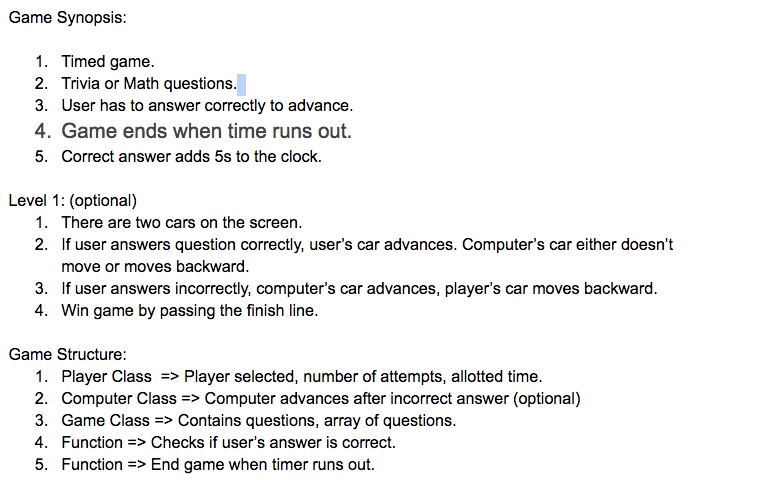 Game Synopsis:
1. Timed game.
2. Trivia or Math questions.
3. User has to answer correctly to advance.
4. Game ends when time runs out.
5. Correct answer adds 5s to the clock.
Level 1: (optional)
1. There are two cars on the screen.
2. If user answers question correctly, user’s car advances. Computer’s car either doesn’t
move or moves backward.
3. If user answers incorrectly, computer’s car advances, player’s car moves backward.
4. Win game by passing the finish line.
Game Structure:
1. Player Class => Player selected, number of attempts, allotted time.
2. Computer Class => Computer advances after incorrect answer (optional)
3. Game Class => Contains questions, array of questions.
4. Function => Checks if user’s answer is correct.
5. Function => End game when timer runs out.